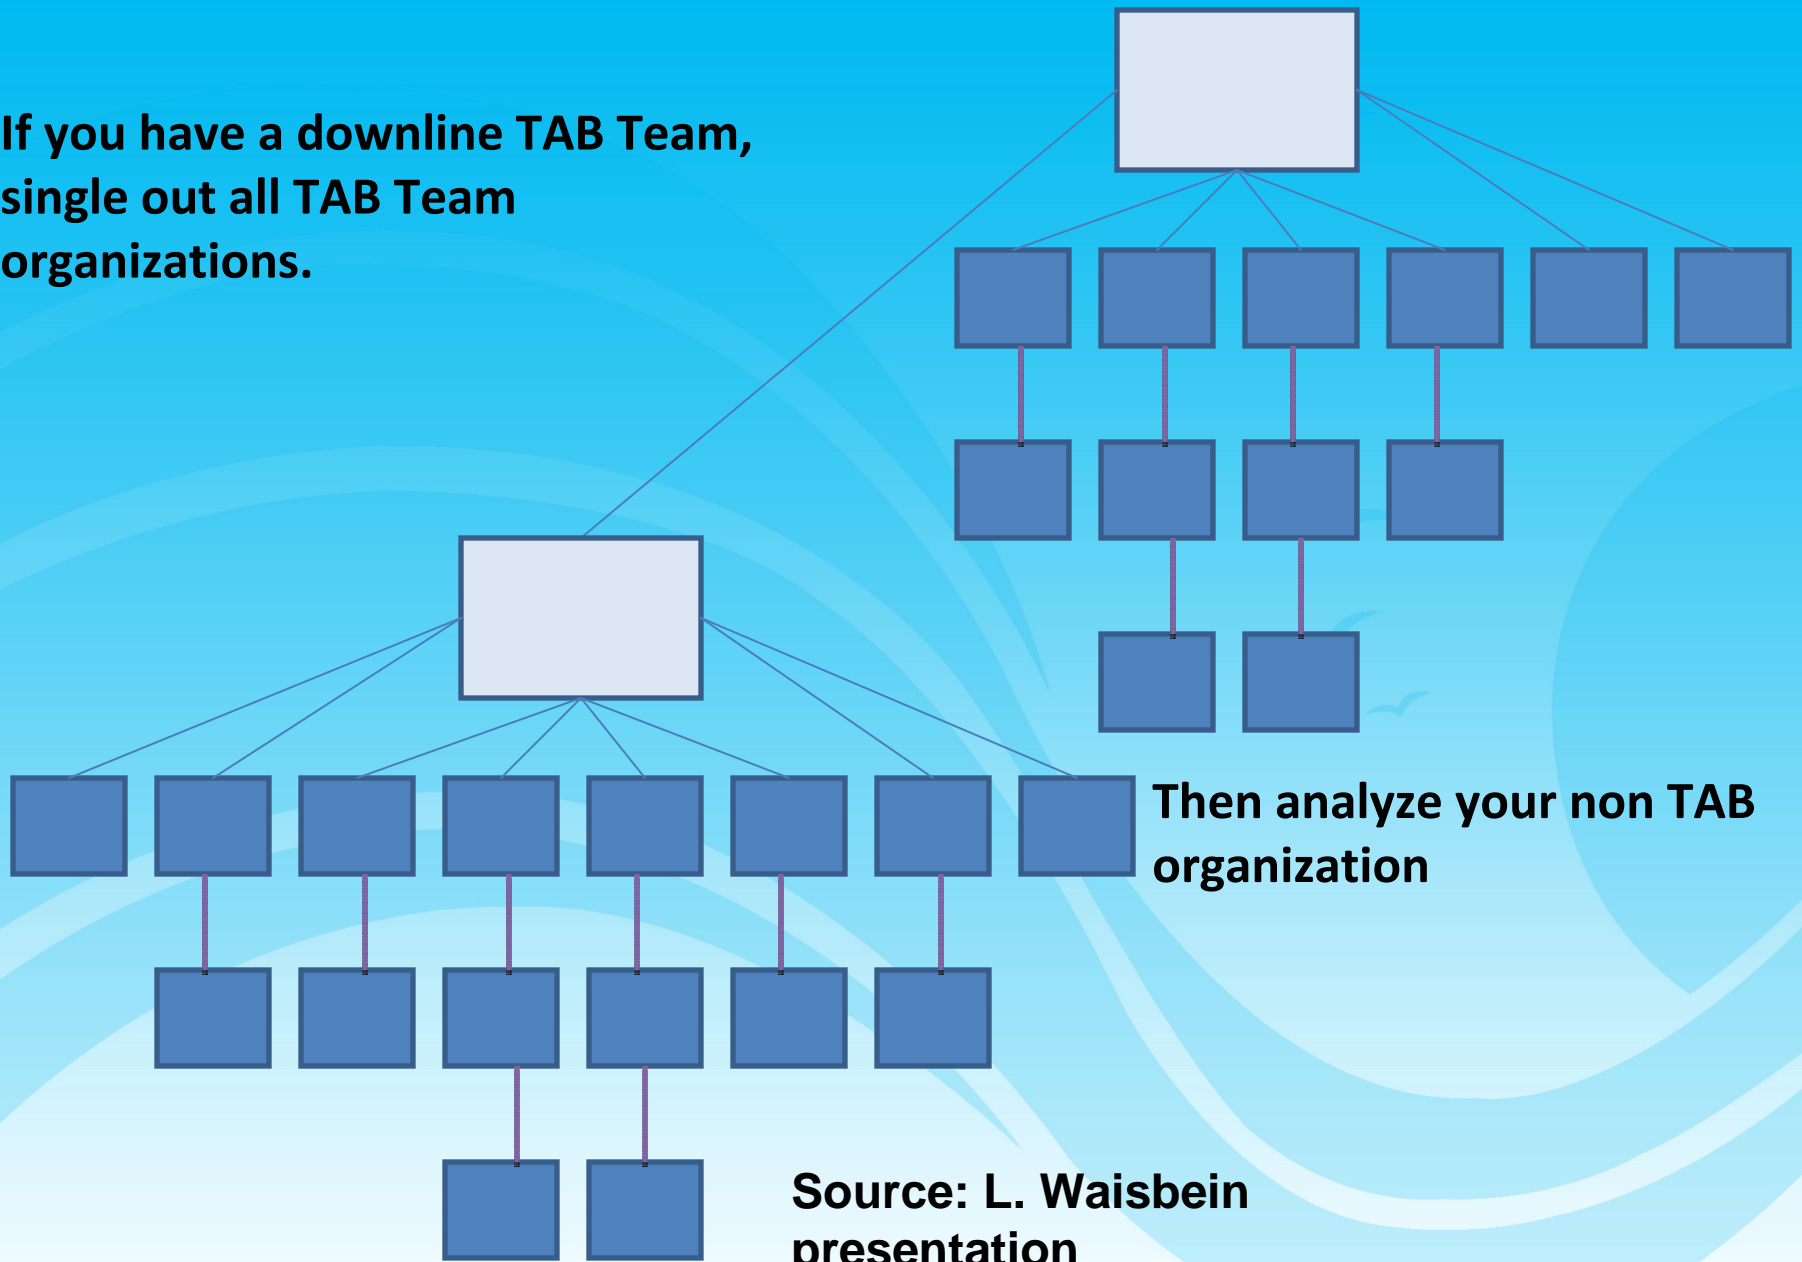 If you have a downline TAB Team,
single out all TAB Team
organizations.
Then analyze your non TAB
organization
Source: L. Waisbein
presentation